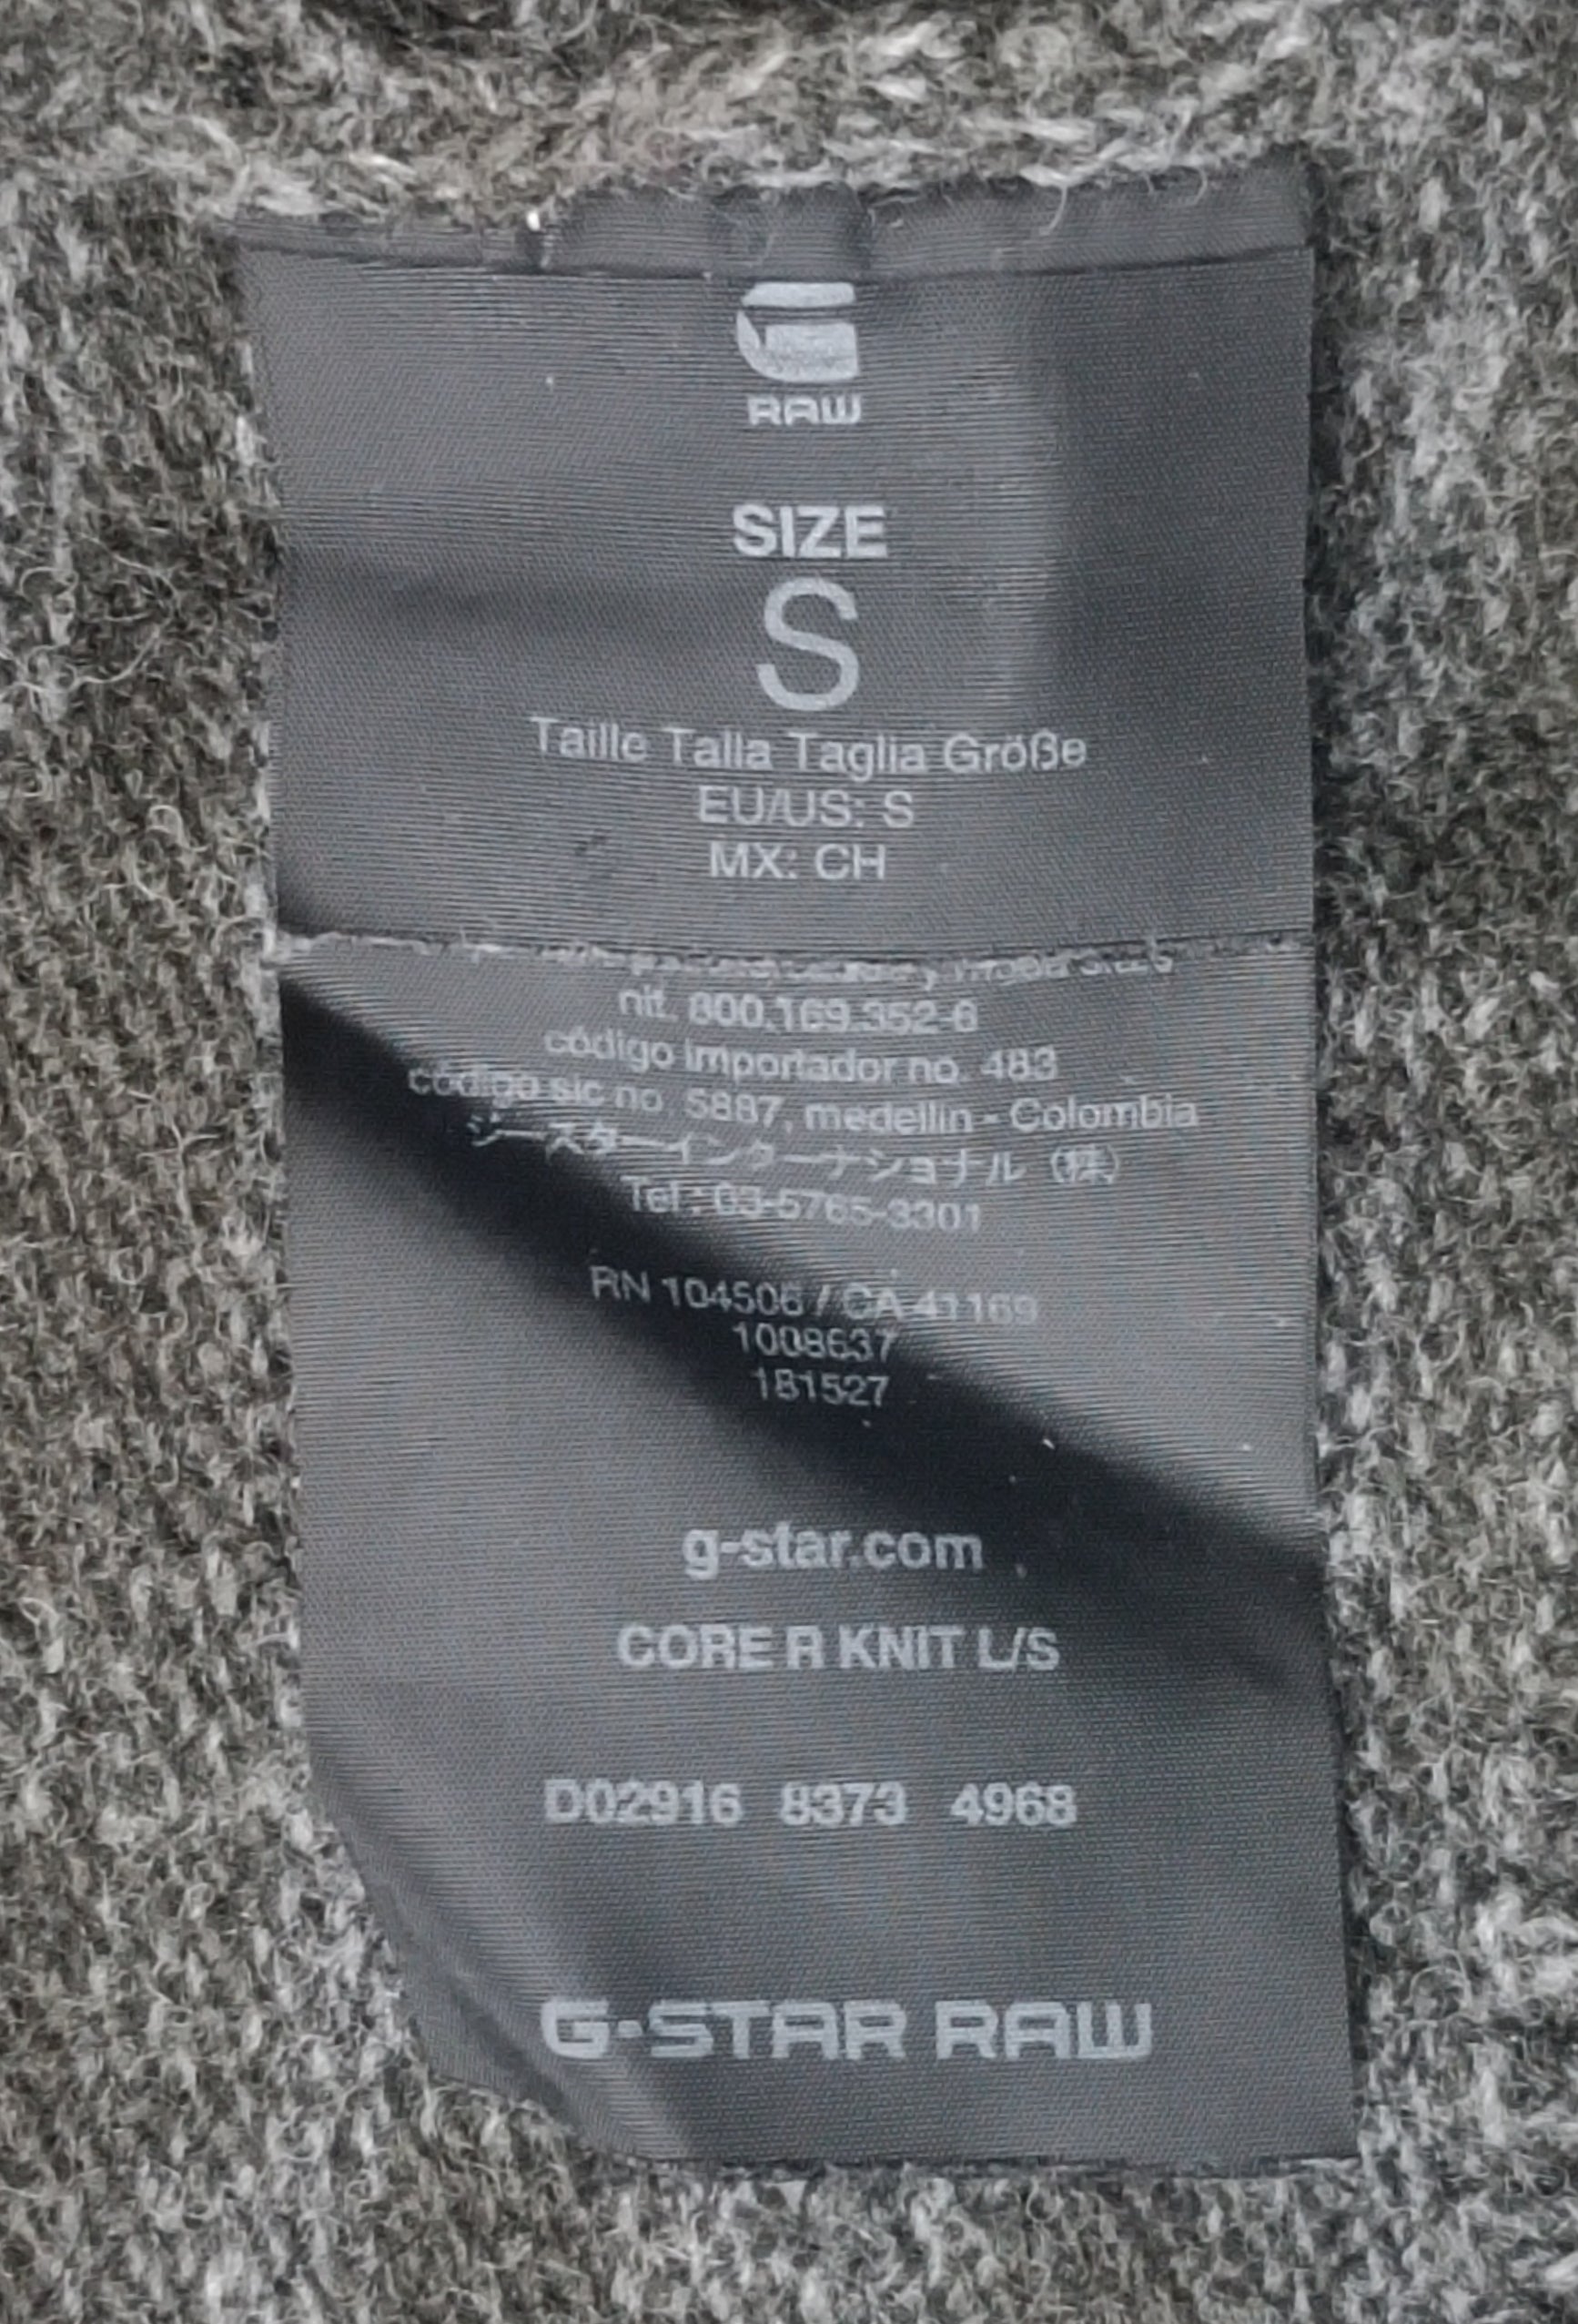 RAW
SIZE
S
Taille Talla Taglia Größe
EU/US: S
MX: CH
nit. 800.169.352-6
código importador no. 483
código sic no. 5887, medellin - Colombia
ジースターインターナショナル（株）
Tel : 03-5765-3301
RN 104506 / CA 41169
1008637
181527
g-star.com
CORE R KNIT L/S
D02916 8373 4968
G-STAR RAW